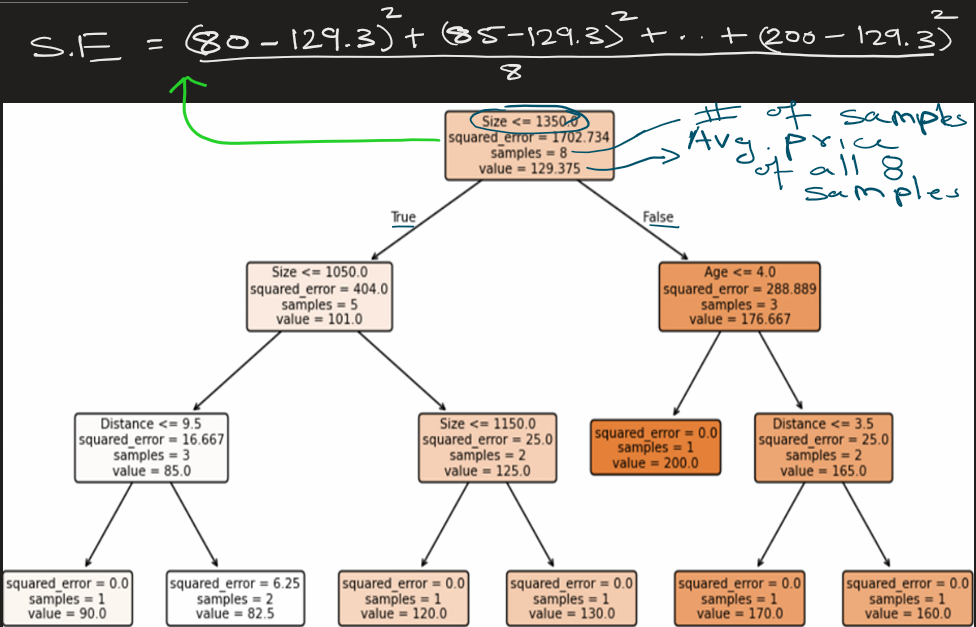 S.E = (80 - 129.3)² + (85 - 129.3)² + . . + (200 - 129.3)²
8
Size <= 1350.0
squared_error = 1702.734
samples = 8
value = 129.375
# of samples
Avg. price
of all 8
samples
True
False
Size <= 1050.0
squared_error = 404.0
samples = 5
value = 101.0
Age <= 4.0
squared_error = 288.889
samples = 3
value = 176.667
Distance <= 9.5
squared_error = 16.667
samples = 3
value = 85.0
Size <= 1150.0
squared_error = 25.0
samples = 2
value = 125.0
squared_error = 0.0
samples = 1
value = 200.0
Distance <= 3.5
squared_error = 25.0
samples = 2
value = 165.0
squared_error = 0.0
samples = 1
value = 90.0
squared_error = 6.25
samples = 2
value = 82.5
squared_error = 0.0
samples = 1
value = 120.0
squared_error = 0.0
samples = 1
value = 130.0
squared_error = 0.0
samples = 1
value = 170.0
squared_error = 0.0
samples = 1
value = 160.0